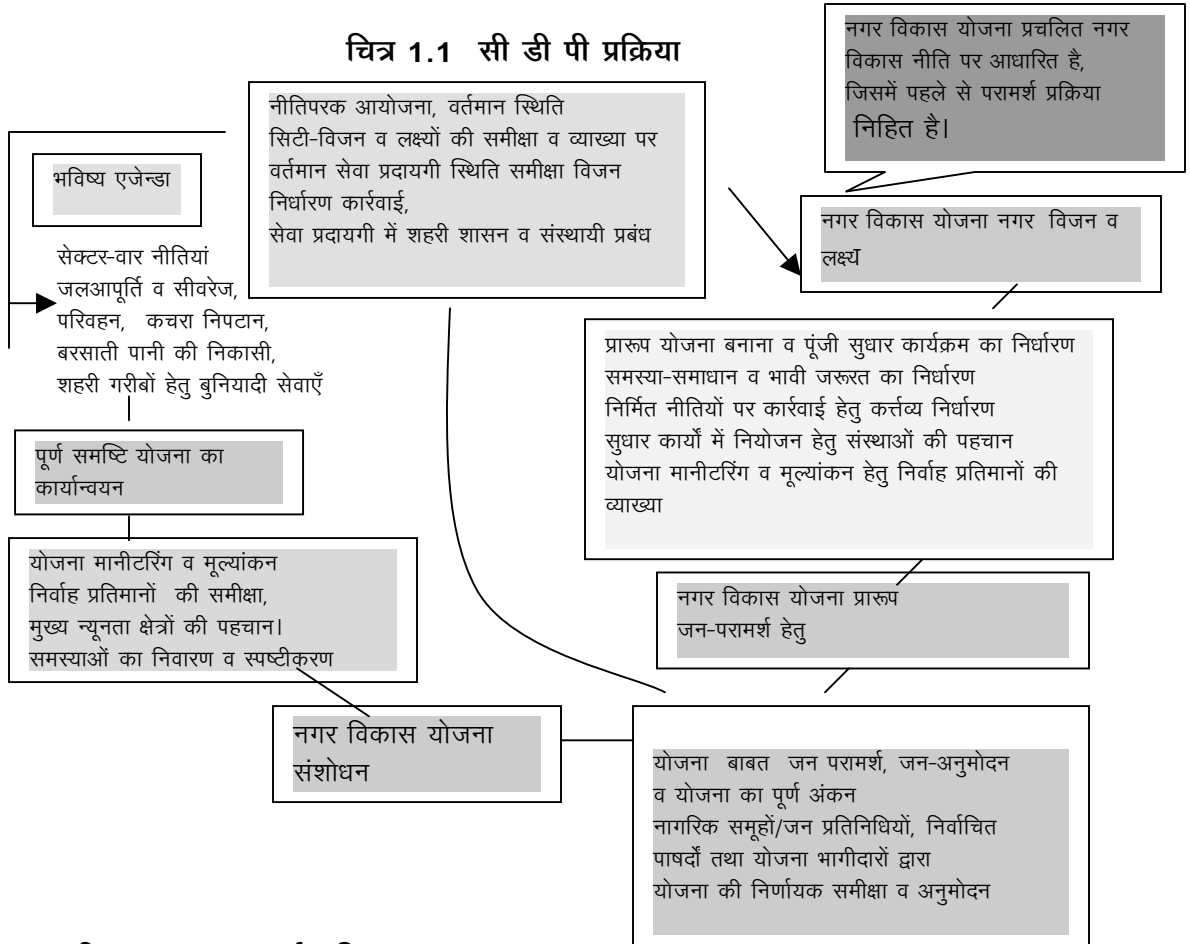 चित्र 1.1 सी डी पी प्रक्रिया
नगर विकास योजना प्रचलित नगर
विकास नीति पर आधारित है,
जिसमें पहले से परामर्श प्रक्रिया
निहित है।
नीतिपरक आयोजना, वर्तमान स्थिति
सिटी-विजन व लक्ष्यों की समीक्षा व व्याख्या पर
वर्तमान सेवा प्रदायगी स्थिति समीक्षा विजन
निर्धारण कार्रवाई,
सेवा प्रदायगी में शहरी शासन व संस्थायी प्रबंध
भविष्य एजेन्डा
सेक्टर-वार नीतियां
जलआपूर्ति व सीवरेज,
परिवहन, कचरा निपटान,
बरसाती पानी की निकासी,
शहरी गरीबों हेतु बुनियादी सेवाएँ
नगर विकास योजना नगर विजन व
लक्ष्य
प्रारूप योजना बनाना व पूंजी सुधार कार्यक्रम का निर्धारण
समस्या-समाधान व भावी जरूरत का निर्धारण
निर्मित नीतियों पर कार्रवाई हेतु कर्त्तव्य निर्धारण
सुधार कार्यों में नियोजन हेतु संस्थाओं की पहचान
योजना मानीटरिंग व मूल्यांकन हेतु निर्वाह प्रतिमानों की
व्याख्या
पूर्ण समष्टि योजना का
कार्यान्वयन
योजना मानीटरिंग व मूल्यांकन
निर्वाह प्रतिमानों की समीक्षा,
मुख्य न्यूनता क्षेत्रों की पहचान।
समस्याओं का निवारण व स्पष्टीकरण
नगर विकास योजना प्रारूप
जन-परामर्श हेतु
नगर विकास योजना
संशोधन
योजना बाबत जन परामर्श, जन-अनुमोदन
व योजना का पूर्ण अंकन
नागरिक समूहों/जन प्रतिनिधियों, निर्वाचित
पाषर्दों तथा योजना भागीदारों द्वारा
योजना की निर्णायक समीक्षा व अनुमोदन